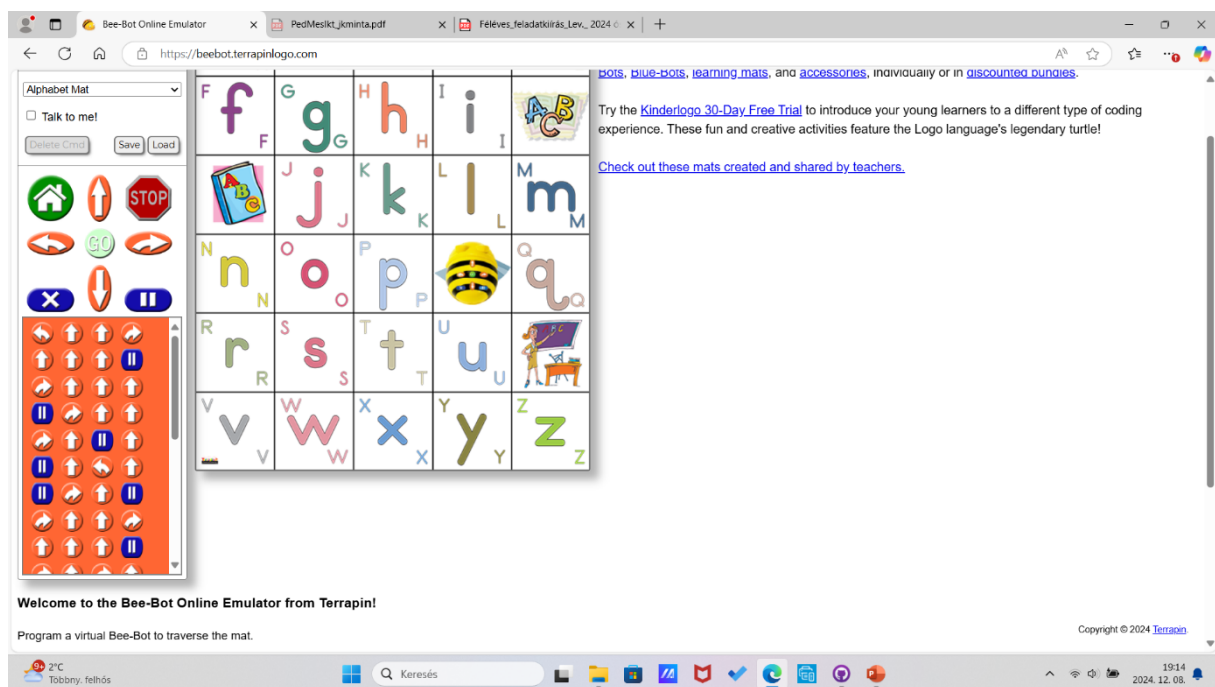 Bee-Bot Online Emulator
PedMeslkt_jkminta.pdf
Féléves_feladatkiírás_Lev._ 2024
https://beebot.terrapinlogo.com
Bots, Blue-Bots, learning mats, and accessories, individually or in discounted bundles.
Alphabet Mat
Talk to me!
Delete Cmd Save Load
Try the Kinderlogo 30-Day Free Trial to introduce your young learners to a different type of coding
experience. These fun and creative activities feature the Logo language's legendary turtle!
Check out these mats created and shared by teachers.
STOP
GO
F f F G g G H h H I i I ABC
ABC J j J K k K L l L M m M
N n N O o O P p P Q q Q
R r R S s S T t T U u U
V v V W w W X x X Y y Y Z z Z
Welcome to the Bee-Bot Online Emulator from Terrapin!
Program a virtual Bee-Bot to traverse the mat.
Copyright © 2024 Terrapin.
2°C
Többny. felhós
Keresés
19:14
2024. 12. 08.